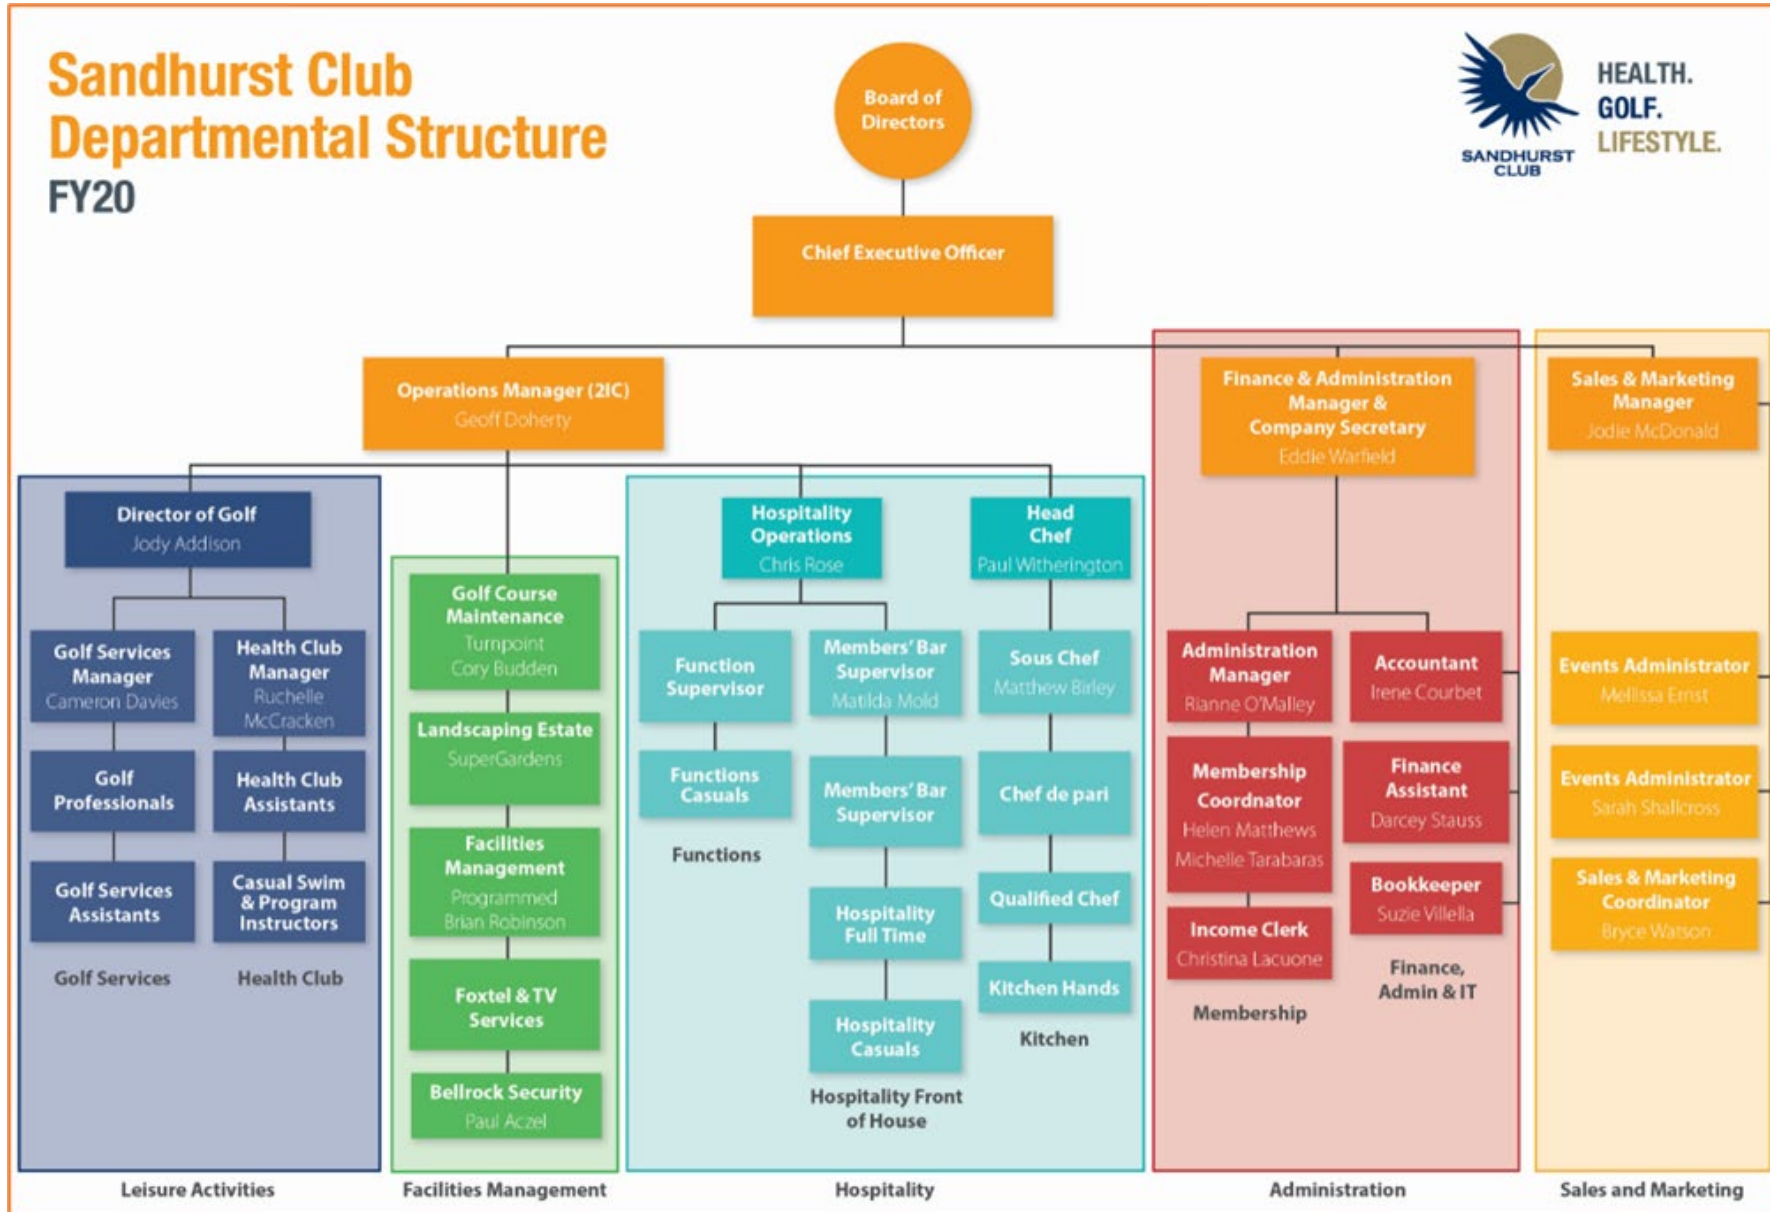 Sandhurst Club
Departmental Structure
FY20
Board of
Directors
SANDHURST
CLUB
HEALTH.
GOLF.
LIFESTYLE.
Chief Executive Officer
Operations Manager (2IC)
Geoff Doherty
Finance & Administration
Manager &
Company Secretary
Eddie Warfield
Sales & Marketing
Manager
Jodie McDonald
Director of Golf
Jody Addison
Golf Services
Manager
Cameron Davies
Golf
Professionals
Golf Services
Assistants
Golf Services
Health Club
Manager
Ruchelle
McCracken
Health Club
Assistants
Casual Swim
& Program
Instructors
Health Club
Leisure Activities
Golf Course
Maintenance
Turnpoint
Cory Budden
Landscaping Estate
SuperGardens
Facilities
Management
Programmed
Brian Robinson
Foxtel & TV
Services
Bellrock Security
Paul Aczel
Facilities Management
Hospitality
Operations
Chris Rose
Function
Supervisor
Functions
Casuals
Functions
Members' Bar
Supervisor
Matilda Mold
Members' Bar
Supervisor
Hospitality
Full Time
Hospitality
Casuals
Hospitality Front
of House
Head
Chef
Paul Witherington
Sous Chef
Matthew Birley
Chef de pari
Qualified Chef
Kitchen Hands
Kitchen
Hospitality
Administration
Manager
Rianne O'Malley
Membership
Coordnator
Helen Matthews
Michelle Tarabaras
Income Clerk
Christina Lacuone
Membership
Accountant
Irene Courbet
Finance
Assistant
Darcey Stauss
Bookkeeper
Suzie Villella
Finance,
Admin & IT
Administration
Events Administrator
Mellissa Ernst
Events Administrator
Sarah Shallcross
Sales & Marketing
Coordinator
Bryce Watson
Sales and Marketing